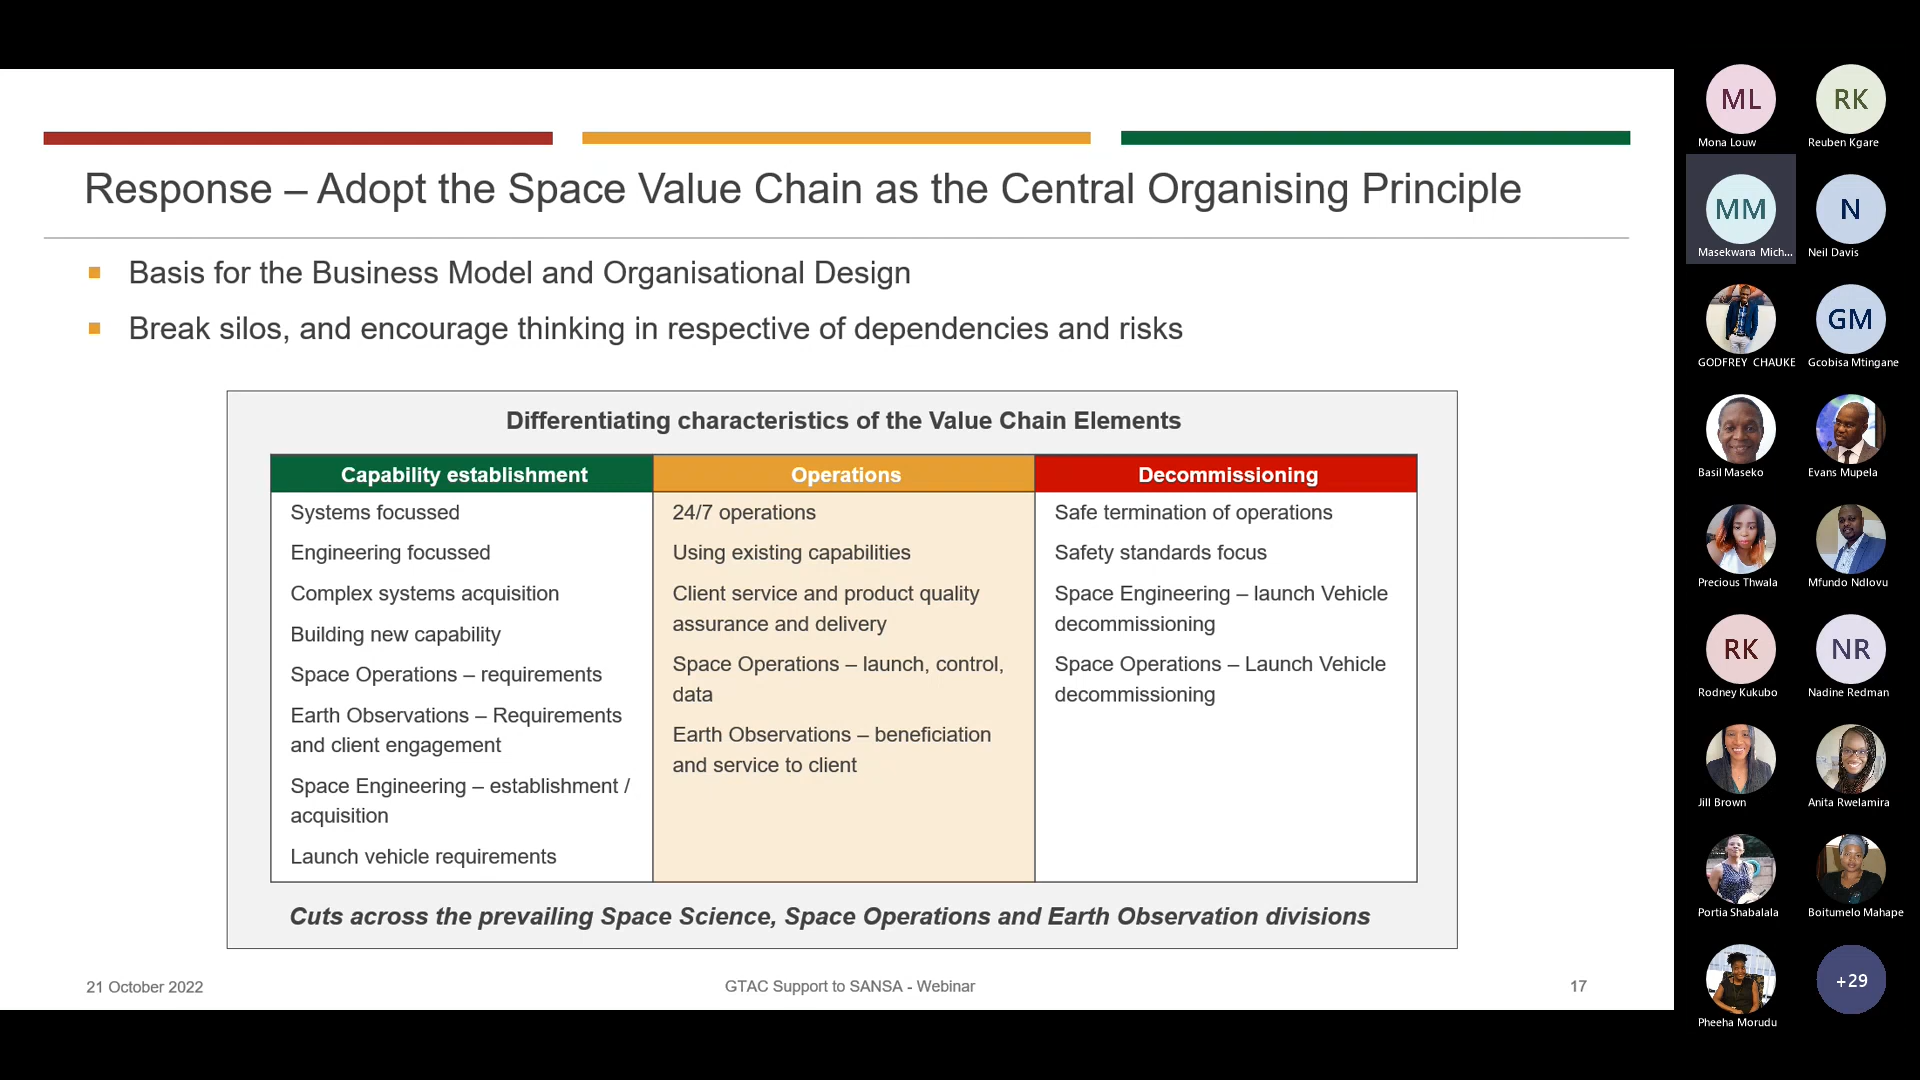 Response – Adopt the Space Value Chain as the Central Organising Principle
Basis for the Business Model and Organisational Design
Break silos, and encourage thinking in respective of dependencies and risks
Differentiating characteristics of the Value Chain Elements
Capability establishment
Systems focussed
Engineering focussed
Complex systems acquisition
Building new capability
Space Operations – requirements
Earth Observations – Requirements
and client engagement
Space Engineering – establishment /
acquisition
Launch vehicle requirements
Operations
24/7 operations
Using existing capabilities
Client service and product quality
assurance and delivery
Space Operations – launch, control,
data
Earth Observations – beneficiation
and service to client
Decommissioning
Safe termination of operations
Safety standards focus
Space Engineering – launch Vehicle
decommissioning
Space Operations – Launch Vehicle
decommissioning
Cuts across the prevailing Space Science, Space Operations and Earth Observation divisions
21 October 2022
GTAC Support to SANSA - Webinar
17
ML
Mona Louw
RK
Reuben Kgare
MM
Masekwana Mich...
N
Neil Davis
GODFREY CHAUKE
GM
Gcobisa Mtingane
Basil Maseko
Evans Mupela
Precious Thwala
Mfundo Ndlovu
RK
Rodney Kukubo
NR
Nadine Redman
Jill Brown
Anita Rwelamira
Portia Shabalala
Boitumelo Mahape
Pheeha Morudu
+29